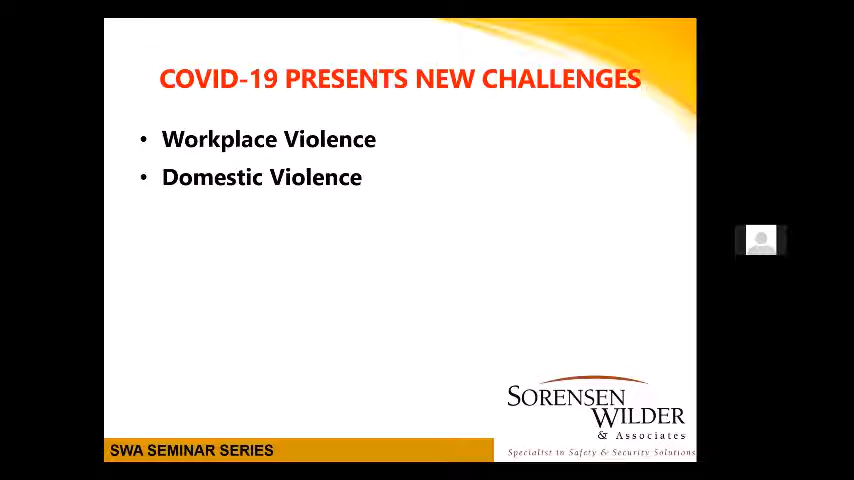 COVID-19 PRESENTS NEW CHALLENGES
• Workplace Violence
• Domestic Violence
SORENSEN
WILDER
& Associates
Specialist in Safety & Security Solutions
SWA SEMINAR SERIES